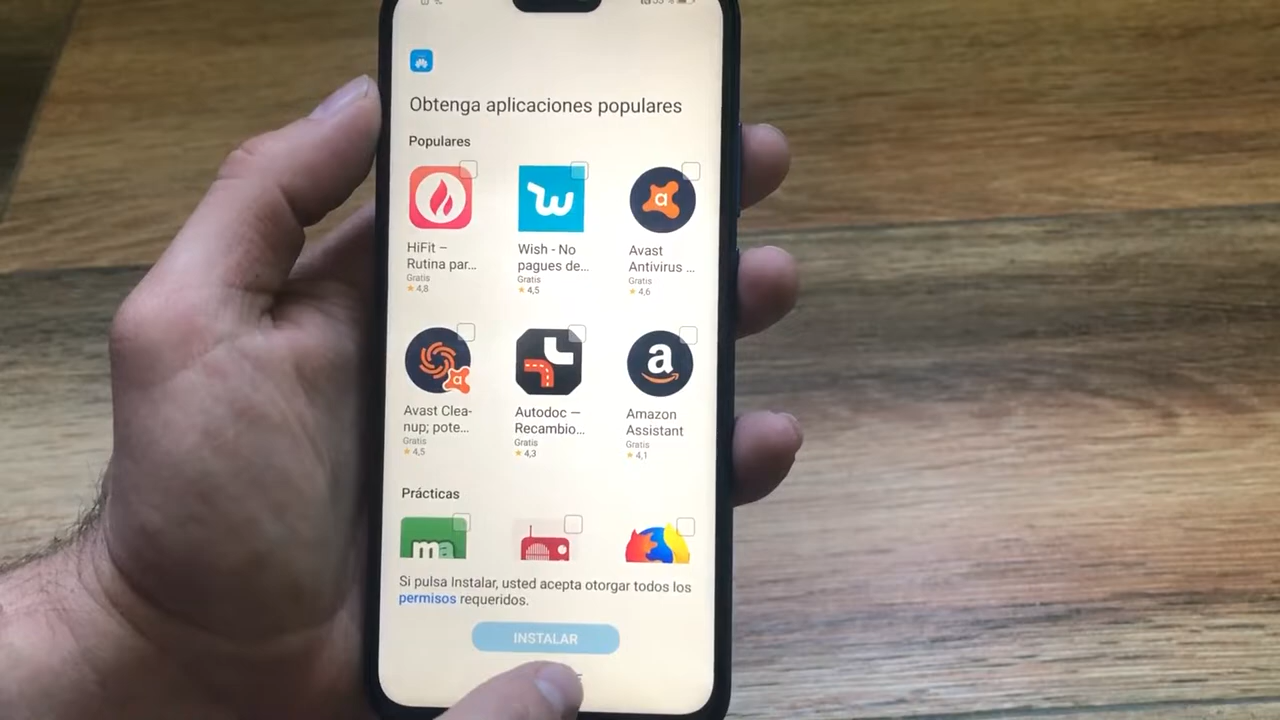 Obtenga aplicaciones populares
Populares
HiFit –
Rutina par...
Gratis
★ 4,8
Wish - No
pagues de...
Gratis
★ 4,5
Avast
Antivirus ...
Gratis
★ 4,6
Avast Clea-
nup; pote...
Gratis
★ 4,5
Autodoc —
Recambio...
Gratis
★ 4,3
a
Amazon
Assistant
Gratis
★ 4,1
Prácticas
ma
Si pulsa Instalar, usted acepta otorgar todos los
permisos requeridos.
INSTALAR